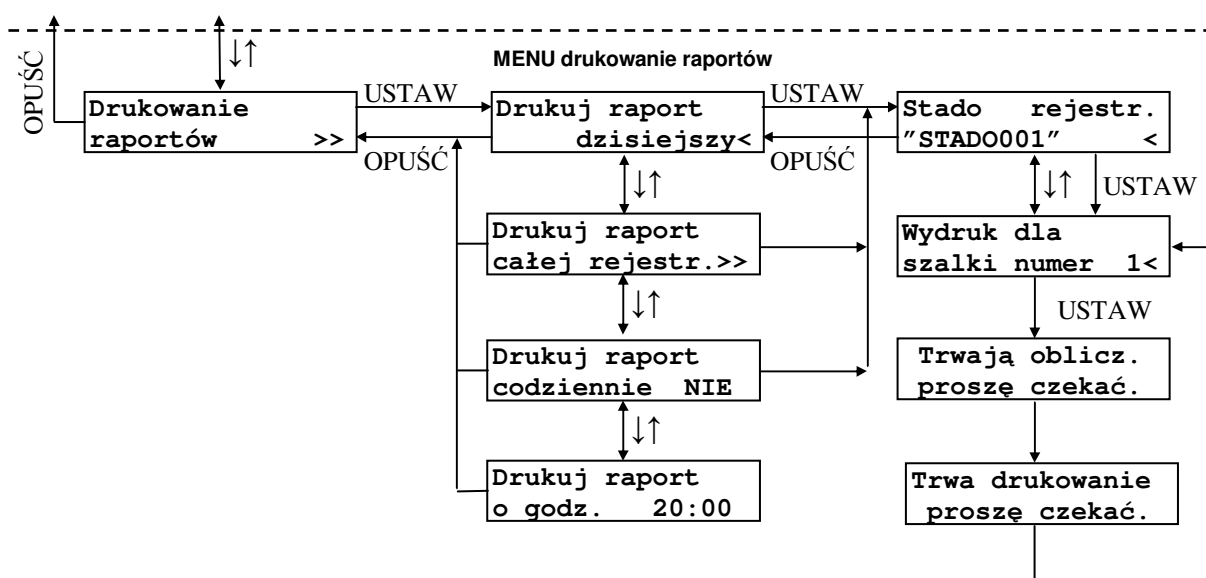 OPUŚĆ
↓↑
MENU drukowanie raportów
Drukowanie
raportów >>
USTAW
OPUŚĆ
Drukuj raport
dzisiejszy<
USTAW
OPUŚĆ
Stado rejestr.
"STADO001" <
↓↑
↓↑ USTAW
Drukuj raport
całej rejestr.>>
Wydruk dla
szalki numer 1<
↓↑
USTAW
Drukuj raport
codziennie NIE
Trwają oblicz.
proszę czekać.
↓↑
Drukuj raport
o godz. 20:00
Trwa drukowanie
proszę czekać.